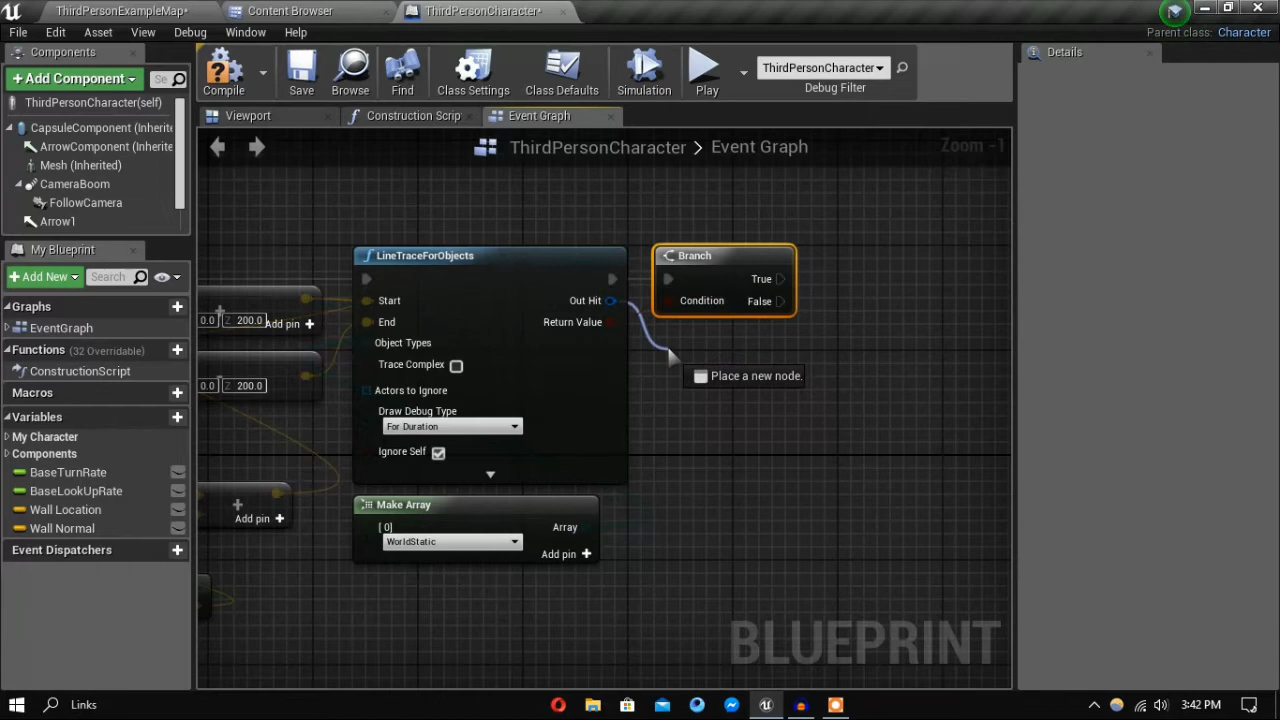 ThirdPersonExampleMap*
Content Browser
ThirdPersonCharacter*
File Edit Asset View Debug Window Help
Parent class: Character
Components
+ Add Component
Se
ThirdPersonCharacter(self)
CapsuleComponent (Inherite
ArrowComponent (Inherite
Mesh (Inherited)
CameraBoom
FollowCamera
Arrow1
Compile
Save
Browse
Find
Class Settings
Class Defaults
Simulation
Play
ThirdPersonCharacter
Debug Filter
Details
Viewport
Construction Scrip
Event Graph
ThirdPersonCharacter > Event Graph
Zoom -1
My Blueprint
+ Add New
Search
Graphs
EventGraph
Functions (32 Overridable)
ConstructionScript
Macros
Variables
My Character
Components
BaseTurnRate
BaseLookUpRate
Wall Location
Wall Normal
Event Dispatchers
0.0 Z 200.0 Add pin +
0.0 Z 200.0
Add pin +
LineTraceForObjects
Start
End
Object Types
Trace Complex
Actors to Ignore
Draw Debug Type
For Duration
Ignore Self
Out Hit
Return Value
Make Array
[ 0]
WorldStatic
Array
Add pin +
Branch
Condition
True
False
Place a new node.
BLUEPRINT
Links
3:42 PM